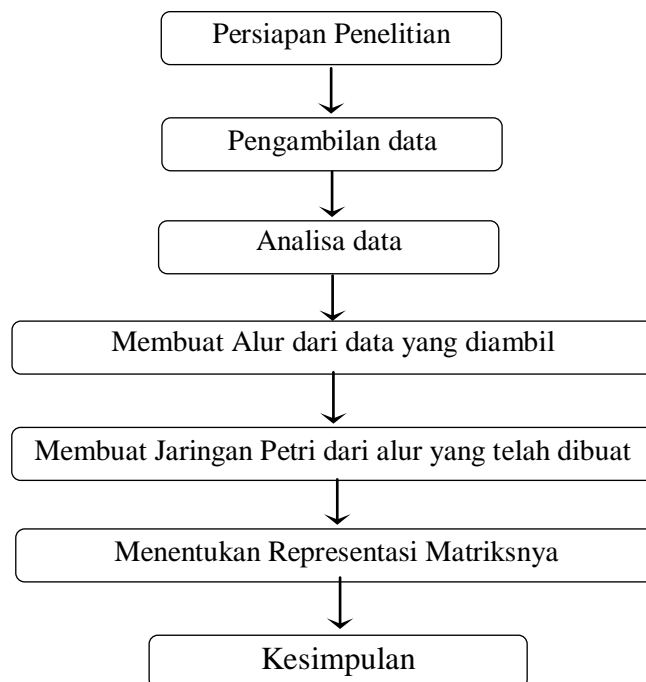 Persiapan Penelitian
Pengambilan data
Analisa data
Membuat Alur dari data yang diambil
Membuat Jaringan Petri dari alur yang telah dibuat
Menentukan Representasi Matriksnya
Kesimpulan